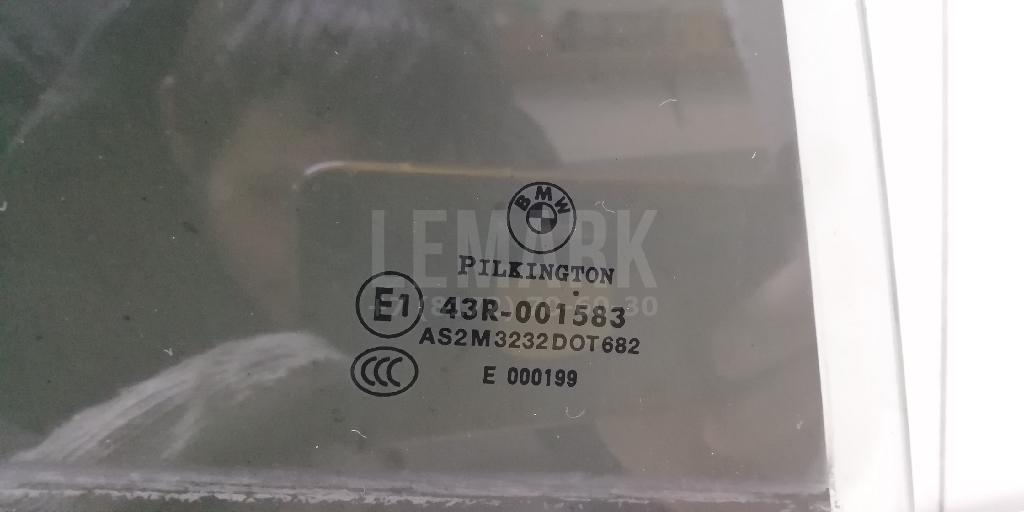 BMW
LEMARK
PILKINGTON
E1 43R-001583
AS2M3232DOT682
CCC E 000199